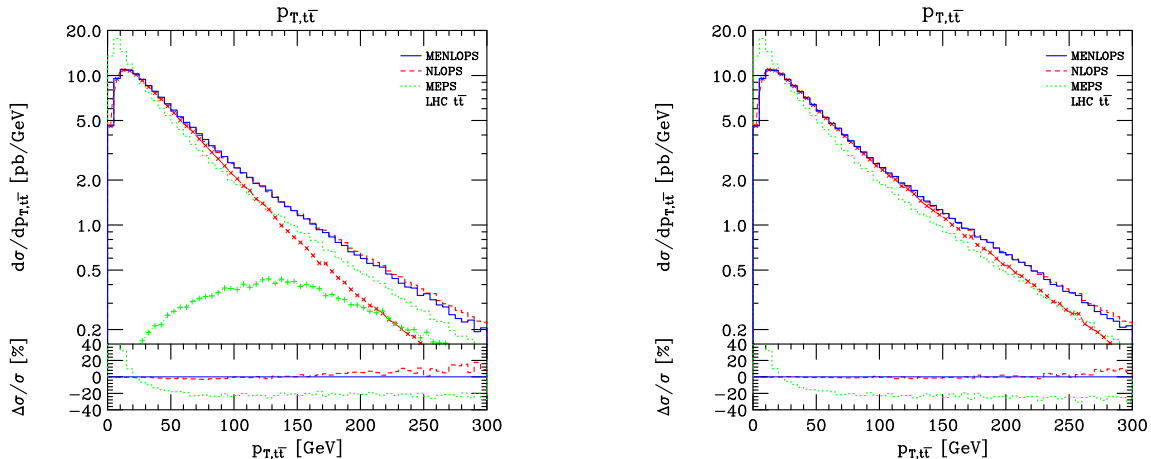 p_{T,tt̅}
20.0
10.0
5.0
2.0
1.0
0.5
0.2
dσ/dp_{T,tt̅} [pb/GeV]
MENLOPS
NLOPS
MEPS
LHC tt̅
40
20
0
−20
−40
Δσ/σ [%]
0 50 100 150 200 250 300
p_{T,tt̅} [GeV]
p_{T,tt̅}
20.0
10.0
5.0
2.0
1.0
0.5
0.2
dσ/dp_{T,tt̅} [pb/GeV]
MENLOPS
NLOPS
MEPS
LHC tt̅
40
20
0
−20
−40
Δσ/σ [%]
0 50 100 150 200 250 300
p_{T,tt̅} [GeV]